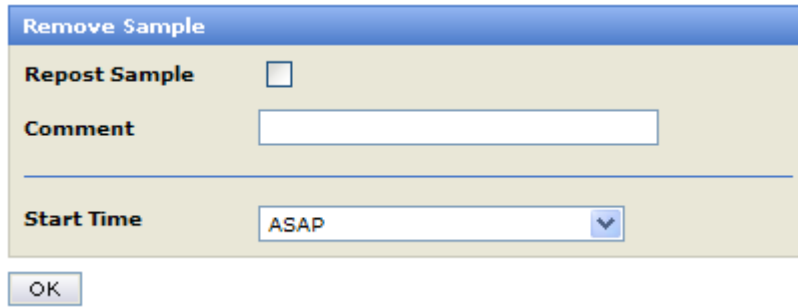 Remove Sample
Repost Sample
Comment
Start Time ASAP
OK